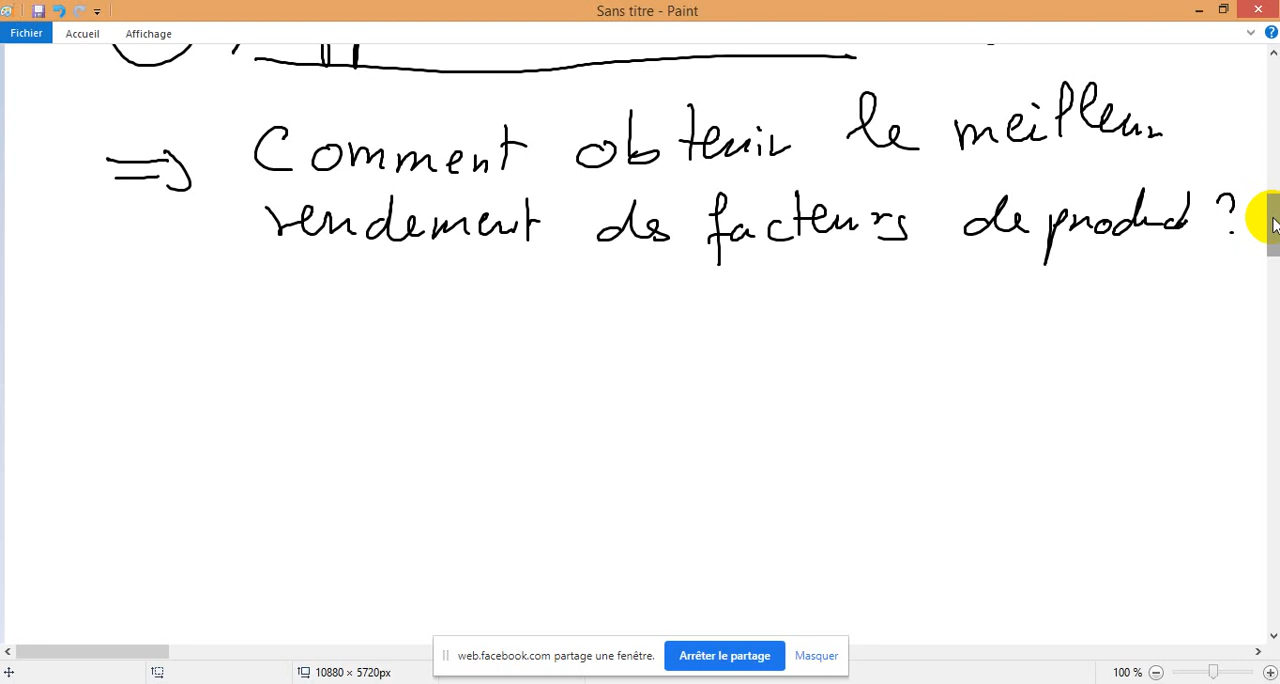 Sans titre - Paint
Fichier Accueil Affichage
⇒ Comment obtenir le meilleur
rendement des facteurs de product ?
web.facebook.com partage une fenêtre. Arrêter le partage Masquer
10880 × 5720px 100 %